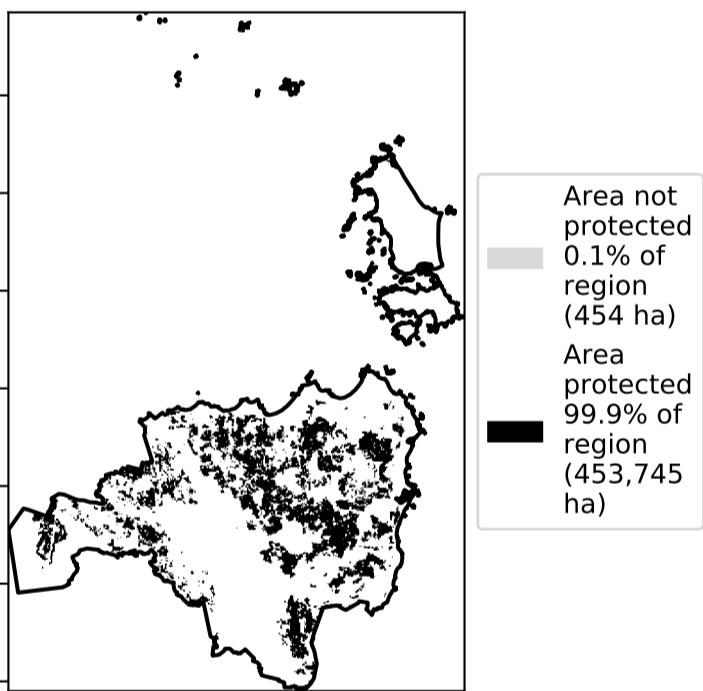 Area not
protected
0.1% of
region
(454 ha)
Area
protected
99.9% of
region
(453,745
ha)